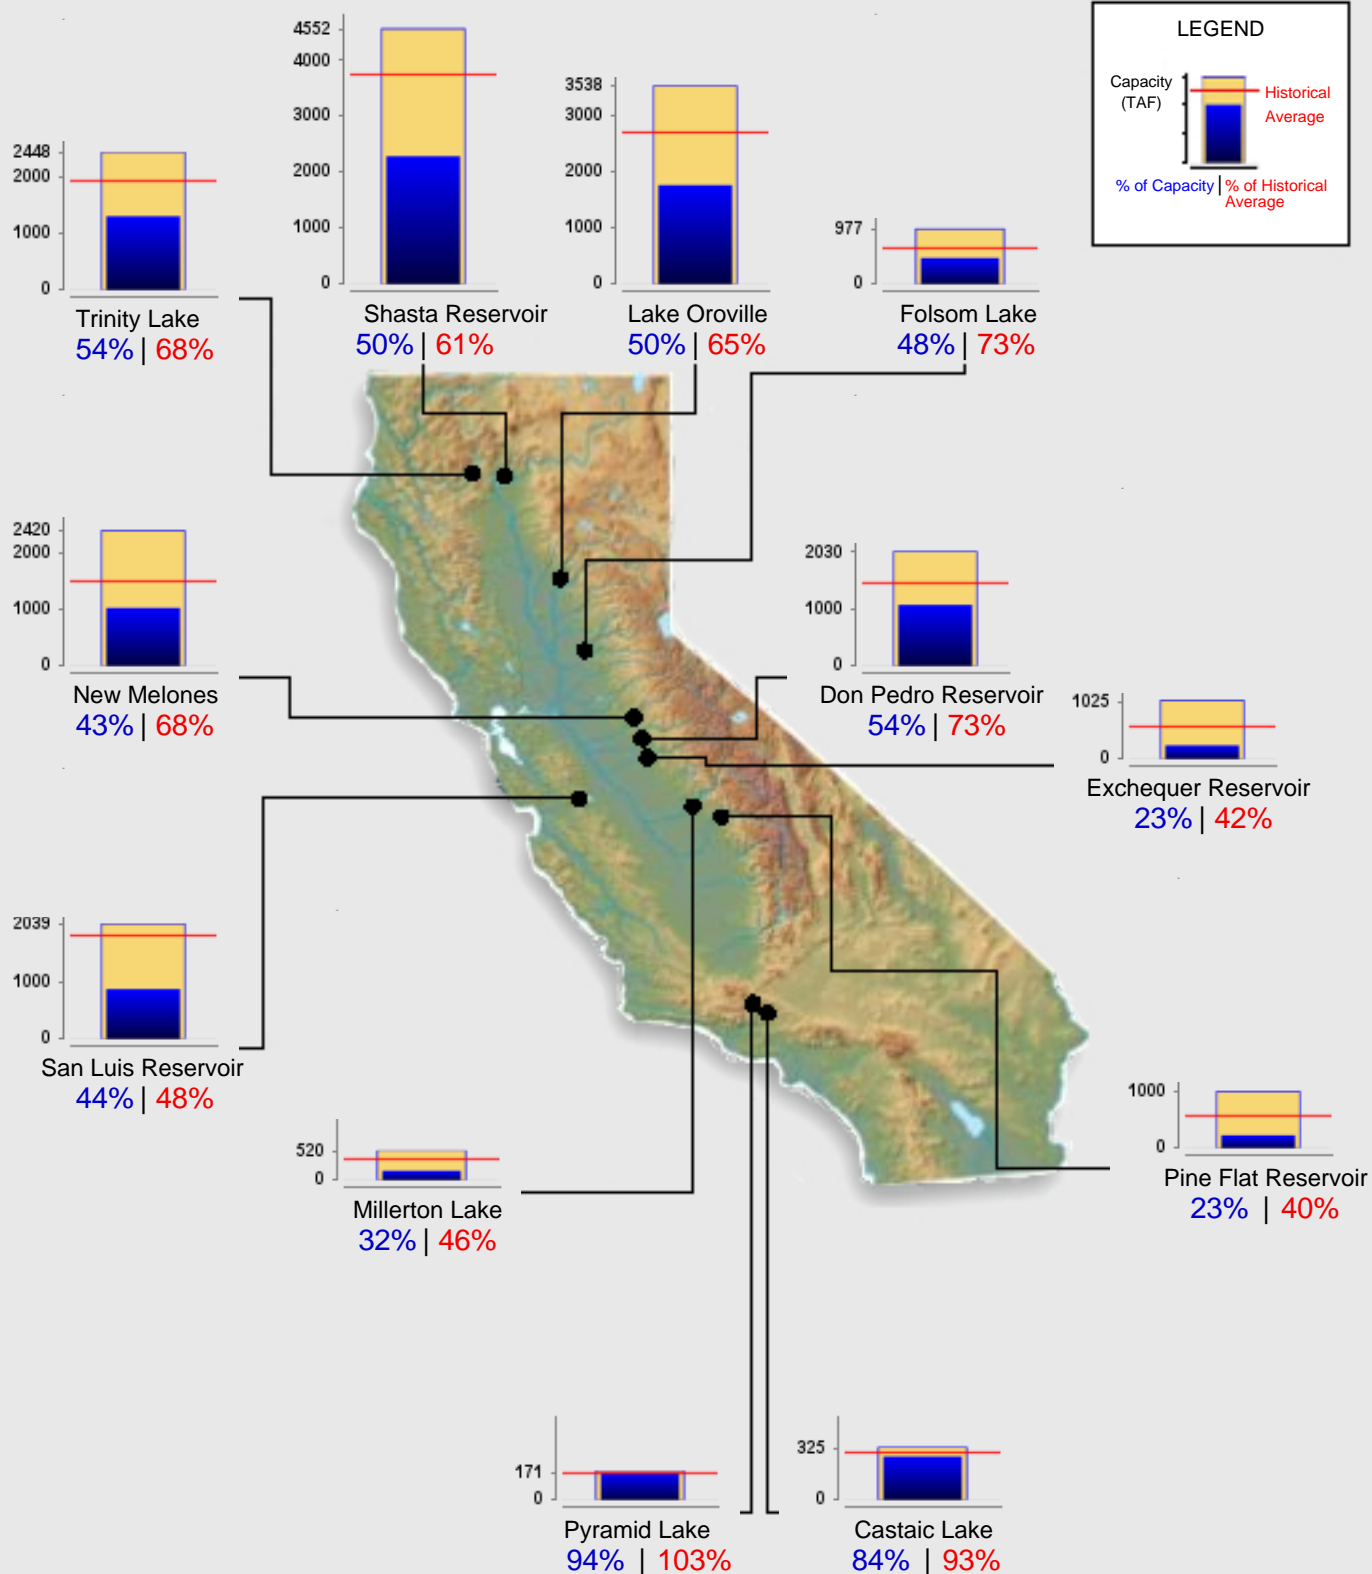 LEGEND
Capacity
(TAF)
Historical
Average
% of Capacity | % of Historical
Average
4552
4000
3000
2000
1000
0
Shasta Reservoir
50% | 61%
3538
3000
2000
1000
0
Lake Oroville
50% | 65%
2448
2000
1000
0
Trinity Lake
54% | 68%
977
0
Folsom Lake
48% | 73%
2420
2000
1000
0
New Melones
43% | 68%
2030
1000
0
Don Pedro Reservoir
54% | 73%
1025
0
Exchequer Reservoir
23% | 42%
2039
1000
0
San Luis Reservoir
44% | 48%
520
0
Millerton Lake
32% | 46%
1000
0
Pine Flat Reservoir
23% | 40%
171
0
Pyramid Lake
94% | 103%
325
0
Castaic Lake
84% | 93%